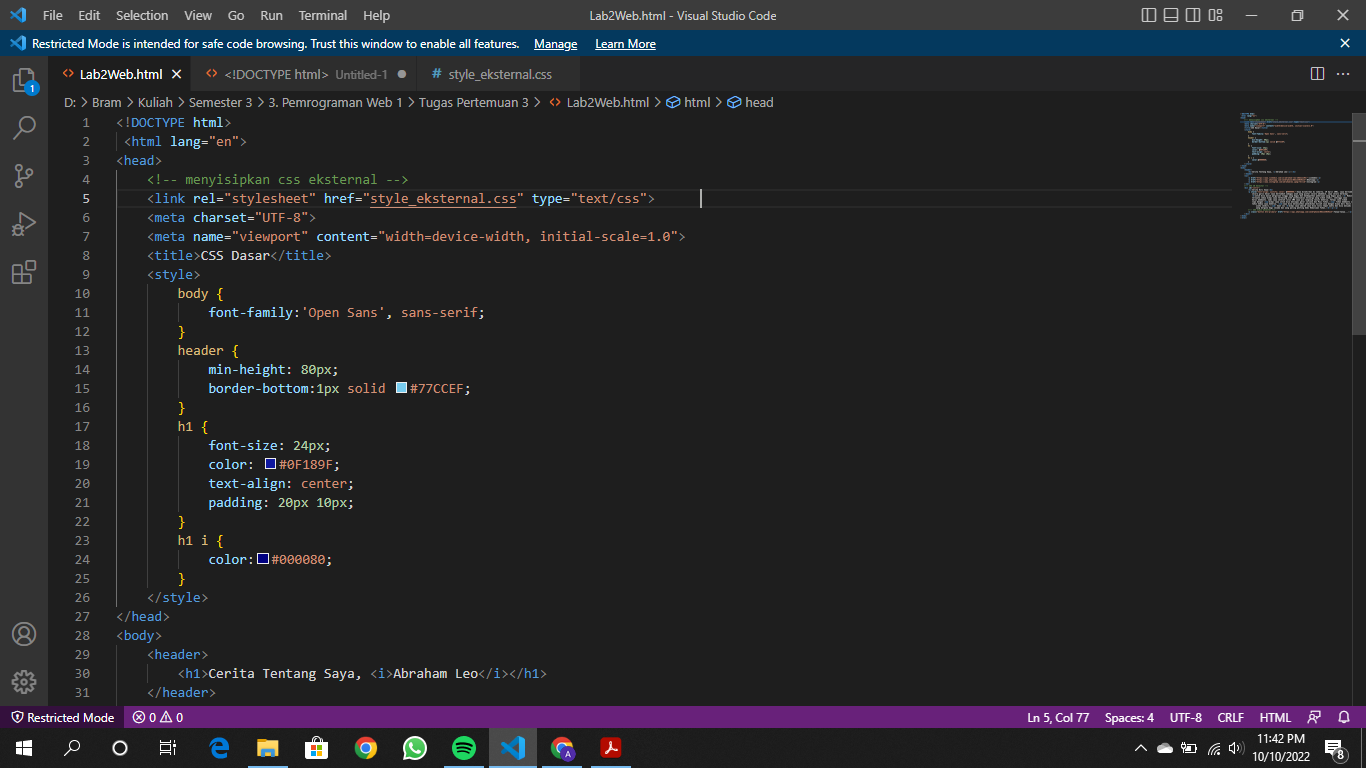 File Edit Selection View Go Run Terminal Help Lab2Web.html - Visual Studio Code
Restricted Mode is intended for safe code browsing. Trust this window to enable all features. Manage Learn More
Lab2Web.html <!DOCTYPE html> Untitled-1 # style_eksternal.css
D: > Bram > Kuliah > Semester 3 > 3. Pemrograman Web 1 > Tugas Pertemuan 3 > Lab2Web.html > html > head
1 <!DOCTYPE html>
2 <html lang="en">
3 <head>
4 <!-- menyisipkan css eksternal -->
5 <link rel="stylesheet" href="style_eksternal.css" type="text/css">
6 <meta charset="UTF-8">
7 <meta name="viewport" content="width=device-width, initial-scale=1.0">
8 <title>CSS Dasar</title>
9 <style>
10 body {
11 font-family:'Open Sans', sans-serif;
12 }
13 header {
14 min-height: 80px;
15 border-bottom:1px solid #77CCEF;
16 }
17 h1 {
18 font-size: 24px;
19 color: #0F189F;
20 text-align: center;
21 padding: 20px 10px;
22 }
23 h1 i {
24 color:#000080;
25 }
26 </style>
27 </head>
28 <body>
29 <header>
30 <h1>Cerita Tentang Saya, <i>Abraham Leo</i></h1>
31 </header>
1
Restricted Mode 0 0 Ln 5, Col 77 Spaces: 4 UTF-8 CRLF HTML
A
11:42 PM
10/10/2022
8